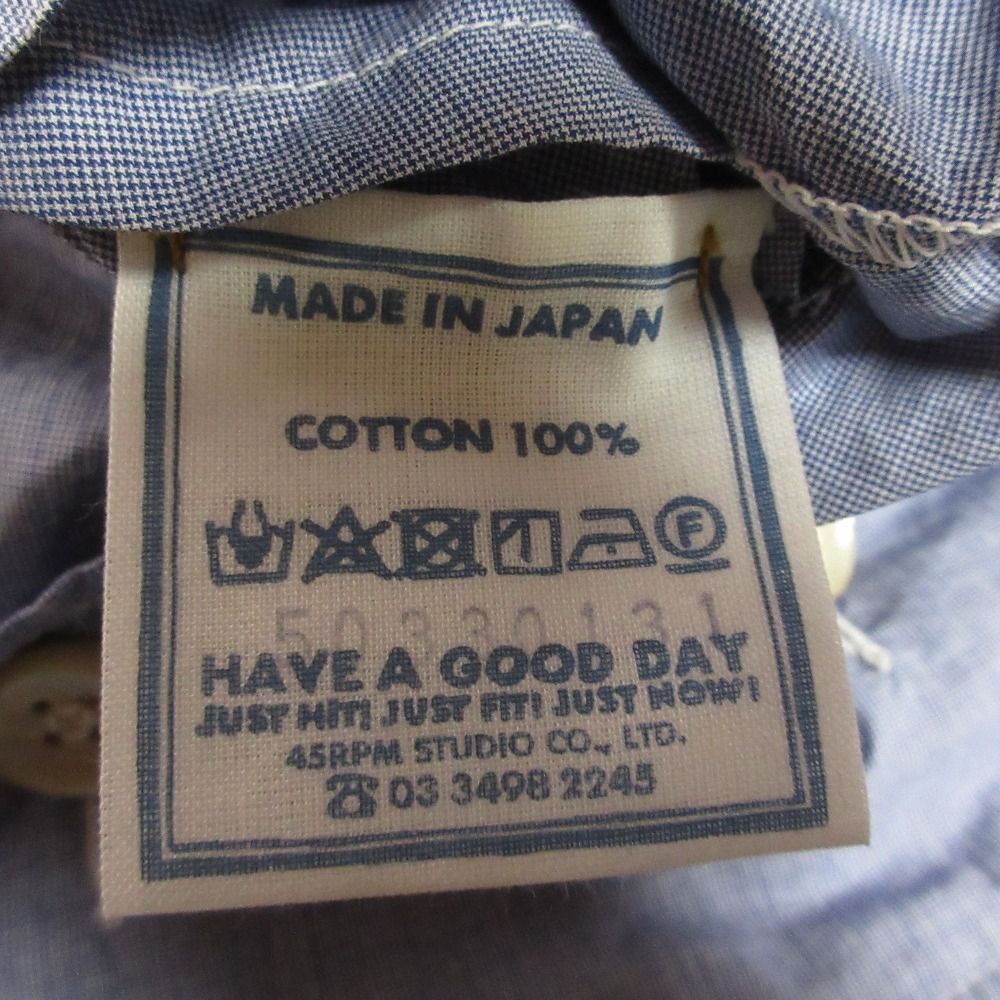 MADE IN JAPAN
COTTON 100%
F
50330131
HAVE A GOOD DAY
JUST HIT! JUST FIT! JUST NOW!
45RPM STUDIO CO., LTD.
☎ 03 3498 2245